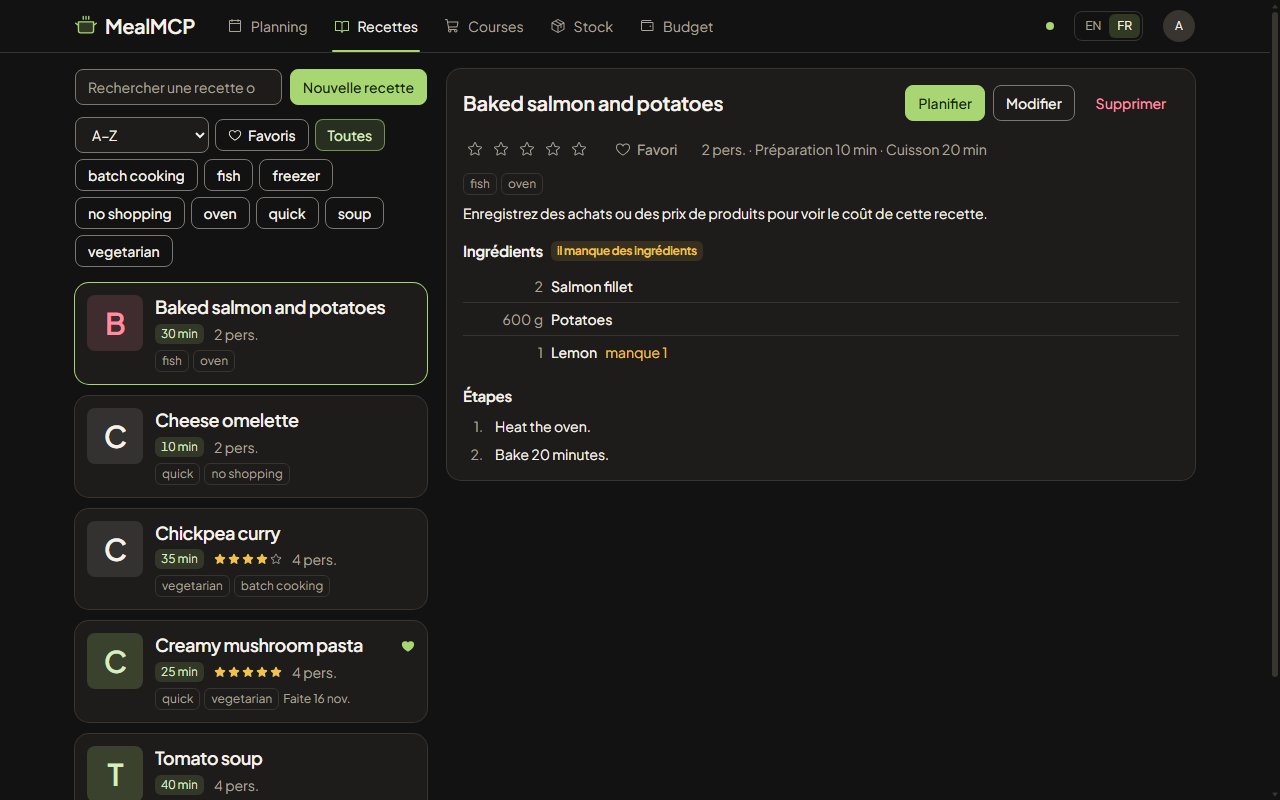 MealMCP Planning Recettes Courses Stock Budget EN FR A
Rechercher une recette o Nouvelle recette
A–Z Favoris Toutes
batch cooking fish freezer
no shopping oven quick soup
vegetarian
B Baked salmon and potatoes
30 min 2 pers.
fish oven
C Cheese omelette
10 min 2 pers.
quick no shopping
C Chickpea curry
35 min 4 pers.
vegetarian batch cooking
C Creamy mushroom pasta
25 min 4 pers.
quick vegetarian Faite 16 nov.
T Tomato soup
40 min 4 pers.
Baked salmon and potatoes Planifier Modifier Supprimer
Favori 2 pers. · Préparation 10 min · Cuisson 20 min
fish oven
Enregistrez des achats ou des prix de produits pour voir le coût de cette recette.
Ingrédients il manque des ingrédients
2 Salmon fillet
600 g Potatoes
1 Lemon manque 1
Étapes
1. Heat the oven.
2. Bake 20 minutes.